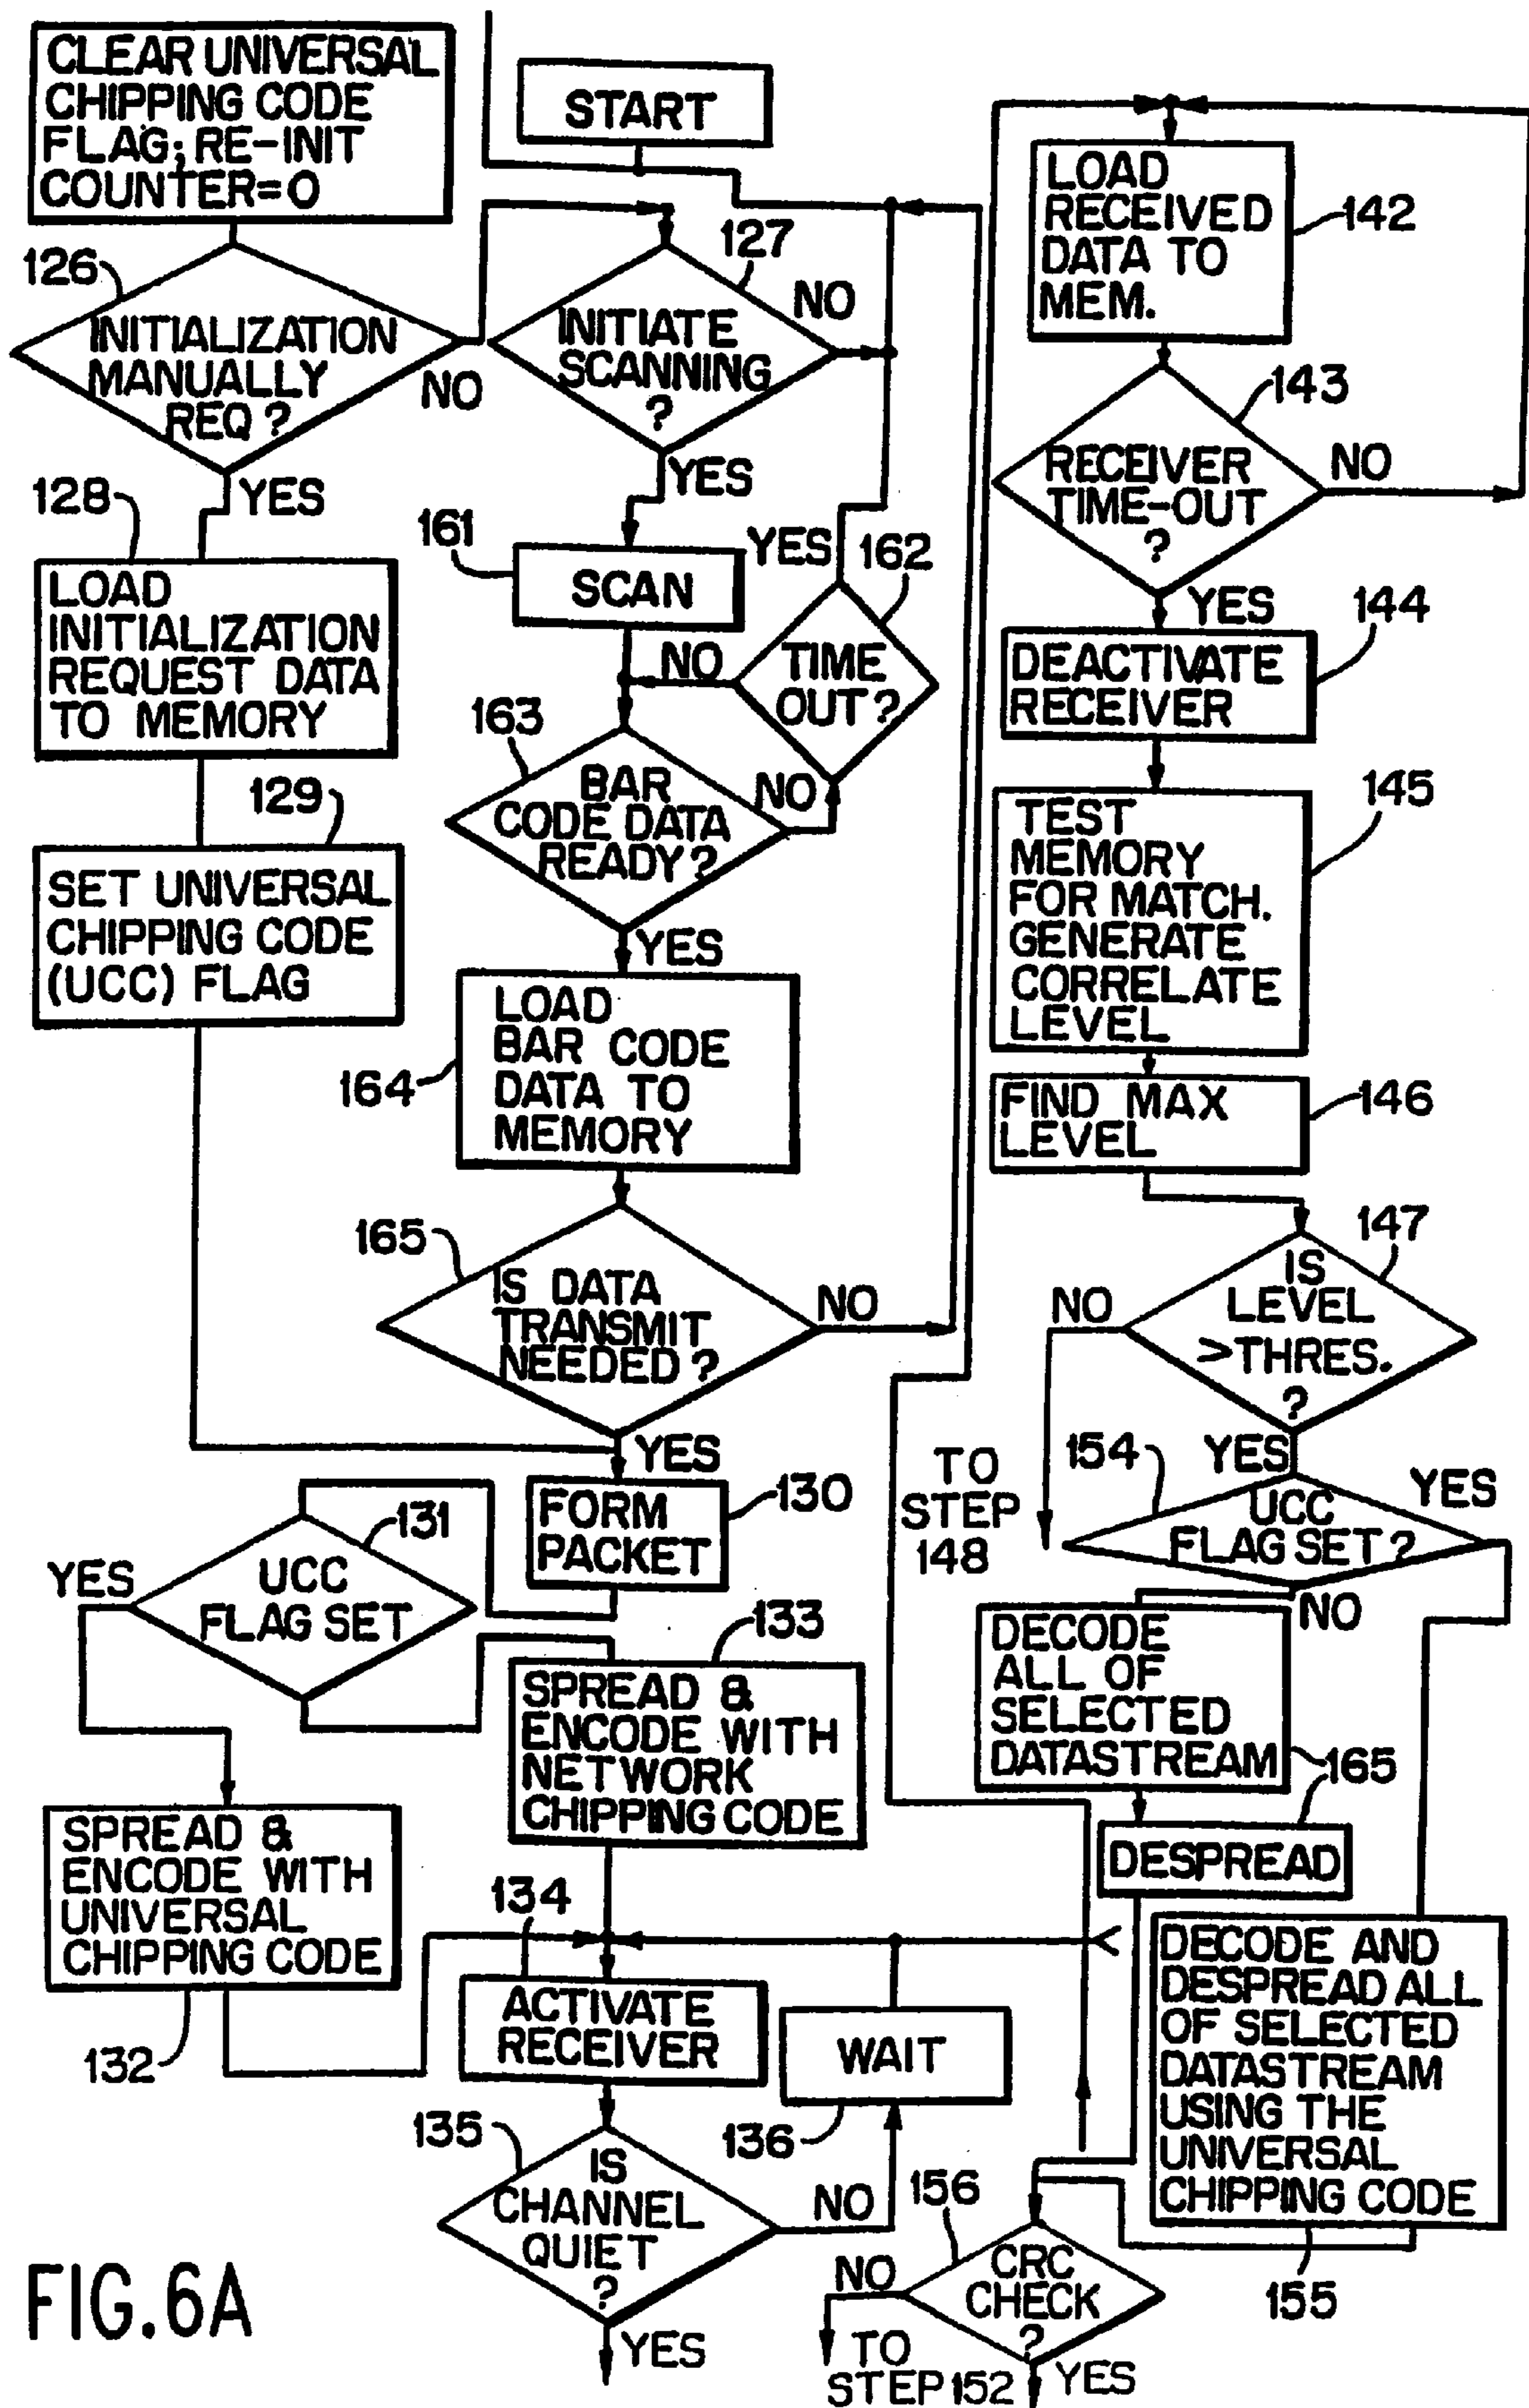 CLEAR UNIVERSAL
CHIPPING CODE
FLAG; RE-INIT
COUNTER=0
START
126
INITIALIZATION
MANUALLY
REQ?
NO
YES
127
INITIATE
SCANNING
?
NO
YES
128
LOAD
INITIALIZATION
REQUEST DATA
TO MEMORY
129
SET UNIVERSAL
CHIPPING CODE
(UCC) FLAG
161
SCAN
YES
162
TIME
OUT?
NO
163
BAR
CODE DATA
READY?
NO
YES
164
LOAD
BAR CODE
DATA TO
MEMORY
165
IS DATA
TRANSMIT
NEEDED?
NO
YES
130
FORM
PACKET
131
UCC
FLAG SET
YES
133
SPREAD &
ENCODE WITH
NETWORK
CHIPPING CODE
SPREAD &
ENCODE WITH
UNIVERSAL
CHIPPING CODE
132
134
ACTIVATE
RECEIVER
WAIT
136
135
IS
CHANNEL
QUIET
?
NO
YES
LOAD
RECEIVED
DATA TO
MEM.
142
143
RECEIVER
TIME-OUT
?
NO
YES
144
DEACTIVATE
RECEIVER
145
TEST
MEMORY
FOR MATCH.
GENERATE
CORRELATE
LEVEL
FIND MAX
LEVEL
146
147
IS
LEVEL
>THRES.
?
NO
YES
TO
STEP
148
154
UCC
FLAG SET?
YES
NO
DECODE
ALL OF
SELECTED
DATASTREAM
165
DESPREAD
DECODE AND
DESPREAD ALL
OF SELECTED
DATASTREAM
USING THE
UNIVERSAL
CHIPPING CODE
155
156
CRC
CHECK
?
NO
TO
STEP 152
YES
FIG.6A